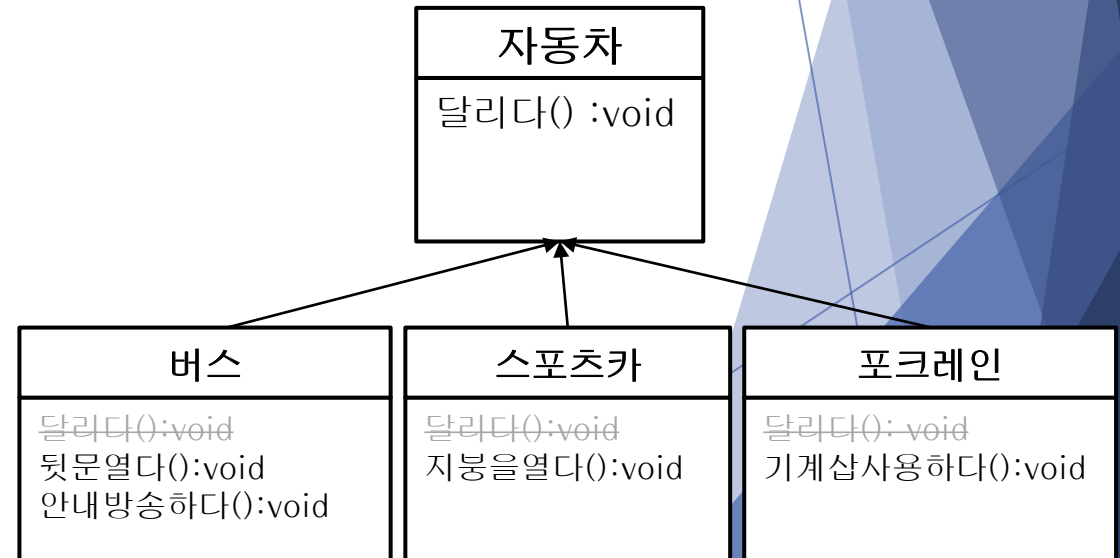 자동차
달리다() :void
버스
달리다():void
뒷문열다():void
안내방송하다():void
스포츠카
달리다():void
지붕을열다():void
포크레인
달리다(): void
기계삽사용하다():void